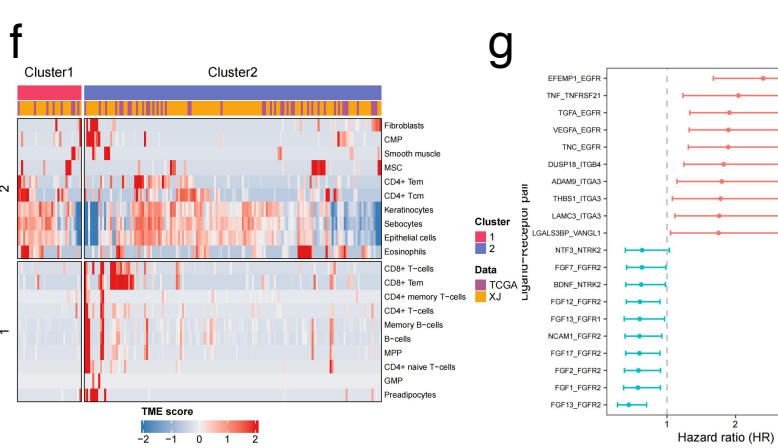 f
Cluster1
Cluster2
2
Fibroblasts
CMP
Smooth muscle
MSC
CD4+ Tem
CD4+ Tcm
Keratinocytes
Sebocytes
Epithelial cells
Eosinophils
1
CD8+ T-cells
CD8+ Tem
CD4+ memory T-cells
CD4+ T-cells
Memory B-cells
B-cells
MPP
CD4+ naive T-cells
GMP
Preadipocytes
TME score
-2 -1 0 1 2
Cluster
1
2
Data
TCGA
XJ
g
Ligand-Receptor pair
EFEMP1_EGFR
TNF_TNFRSF21
TGFA_EGFR
VEGFA_EGFR
TNC_EGFR
DUSP18_ITGB4
ADAM9_ITGA3
THBS1_ITGA3
LAMC3_ITGA3
LGALS3BP_VANGL1
NTF3_NTRK2
FGF7_FGFR2
BDNF_NTRK2
FGF12_FGFR2
FGF13_FGFR1
NCAM1_FGFR2
FGF17_FGFR2
FGF2_FGFR2
FGF1_FGFR2
FGF13_FGFR2
1 2
Hazard ratio (HR)